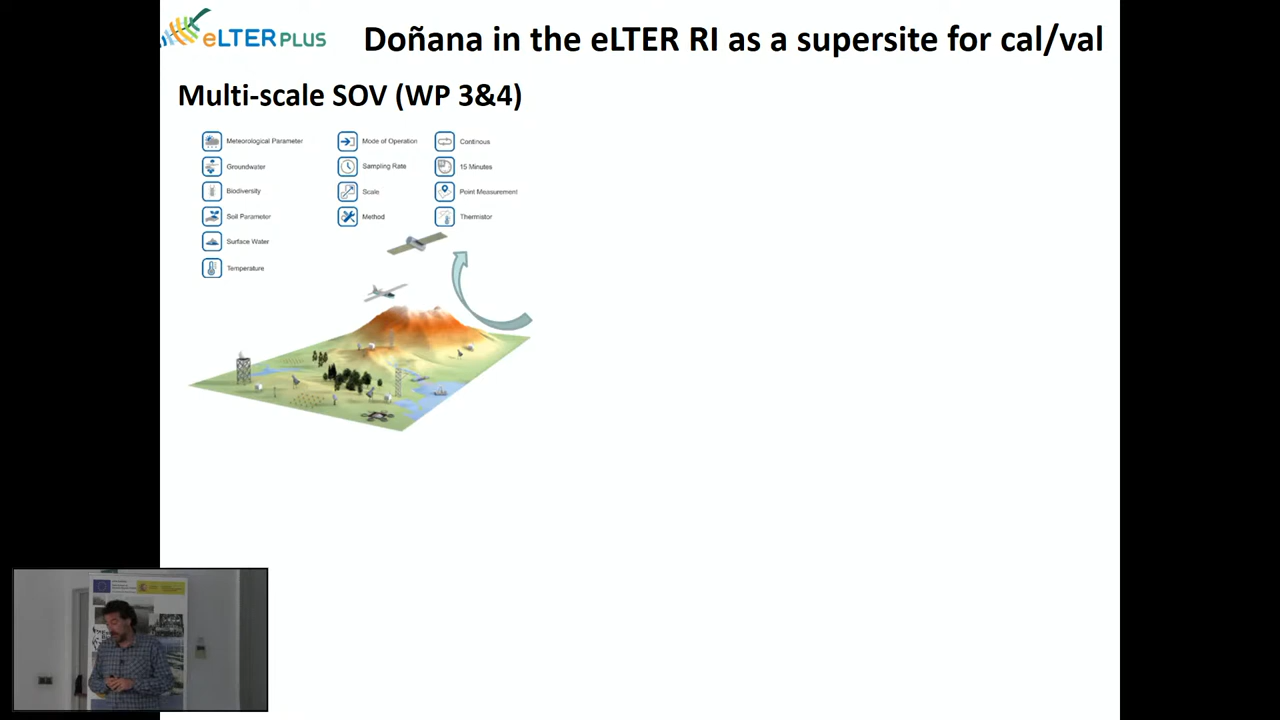 eLTER PLUS
Doñana in the eLTER RI as a supersite for cal/val
Multi-scale SOV (WP 3&4)
Meteorological Parameter
Groundwater
Biodiversity
Soil Parameter
Surface Water
Temperature
Mode of Operation
Sampling Rate
Scale
Method
Continous
15 Minutes
Point Measurement
Thermistor